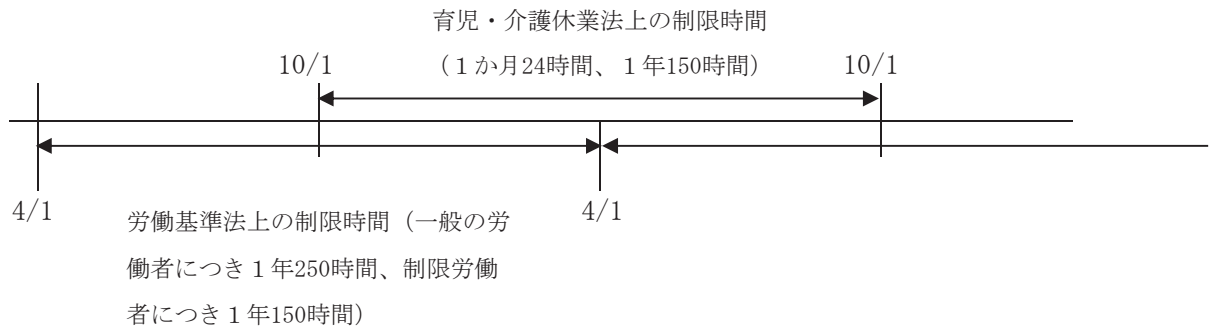 育児・介護休業法上の制限時間
10/1 （１か月24時間、１年150時間） 10/1
4/1 4/1
労働基準法上の制限時間（一般の労
働者につき１年250時間、制限労働
者につき１年150時間）